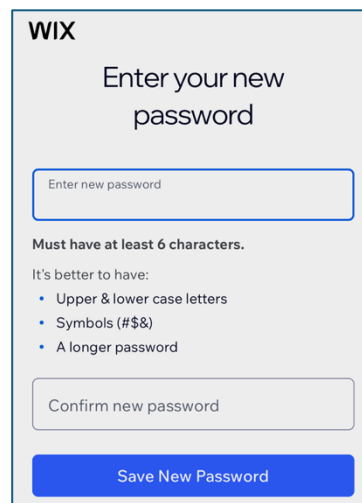 WIX
Enter your new
password
Enter new password
Must have at least 6 characters.
It's better to have:
• Upper & lower case letters
• Symbols (#$&)
• A longer password
Confirm new password
Save New Password